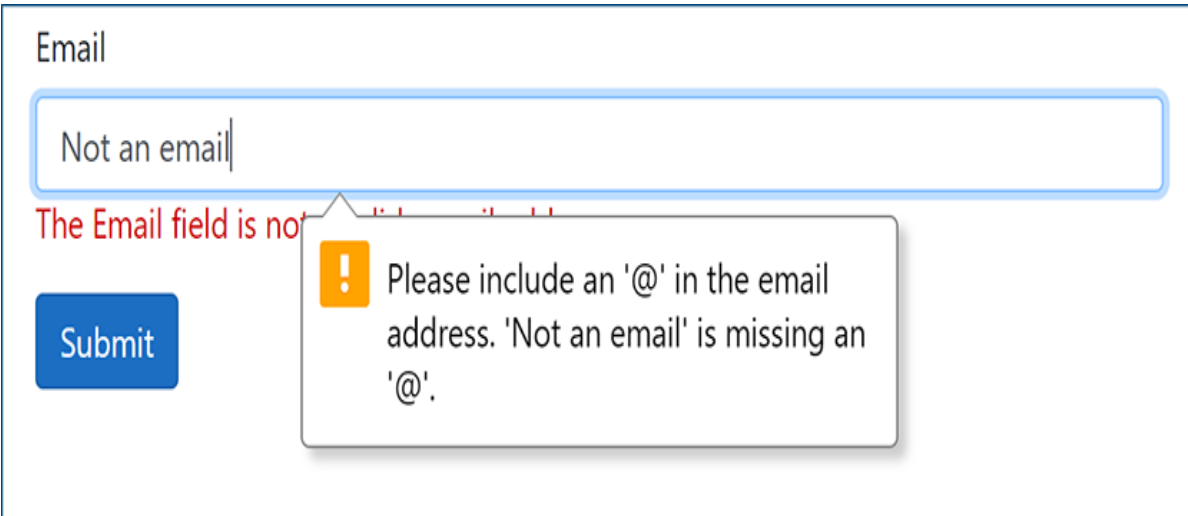 Email
Not an email
The Email field is not
Please include an '@' in the email
address. 'Not an email' is missing an
'@'.
Submit